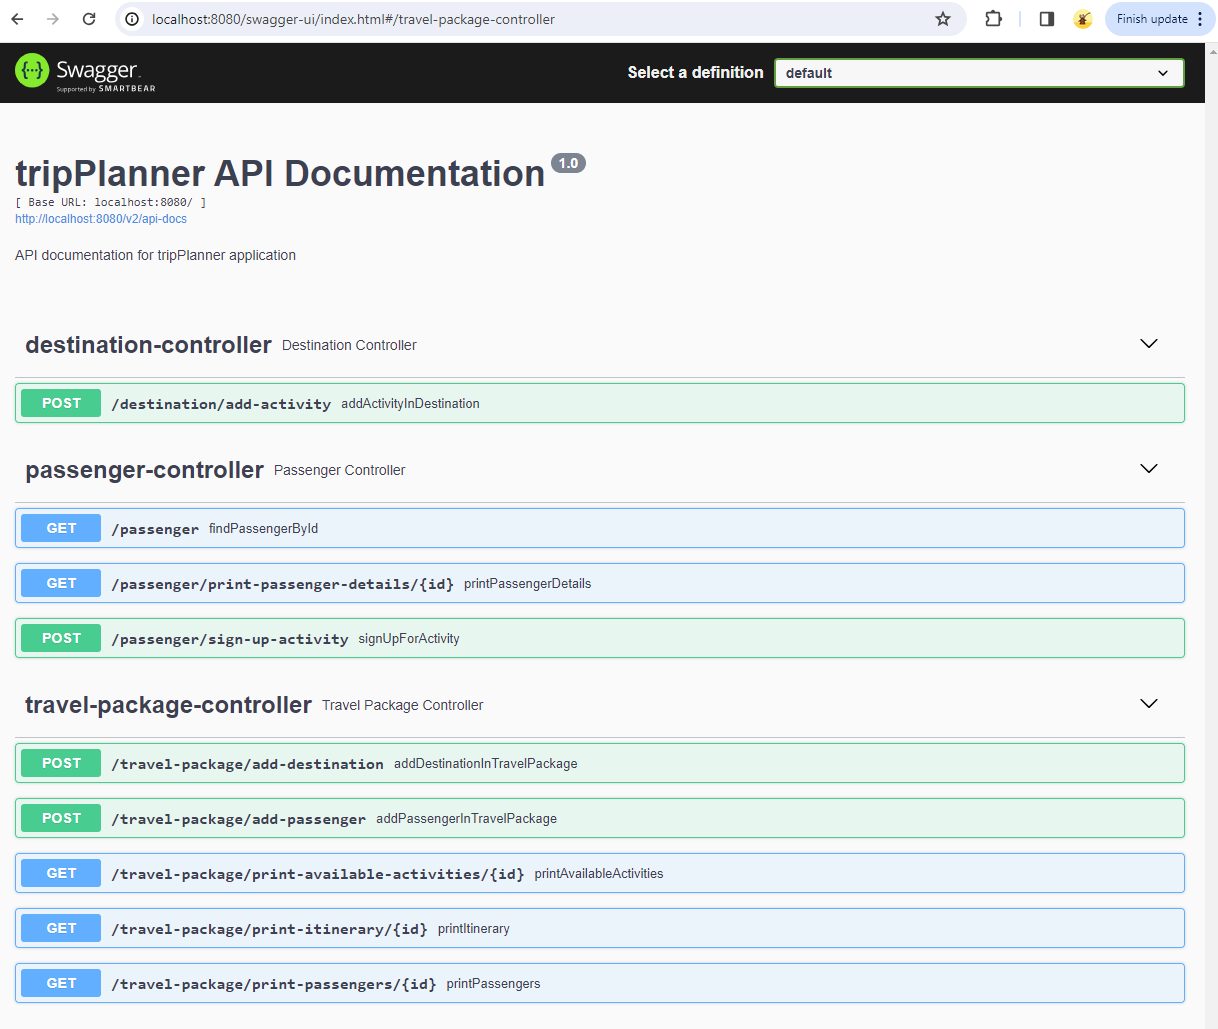 localhost:8080/swagger-ui/index.html#/travel-package-controller
Finish update
Swagger.
Supported by SMARTBEAR
Select a definition
default
tripPlanner API Documentation 1.0
[ Base URL: localhost:8080/ ]
http://localhost:8080/v2/api-docs
API documentation for tripPlanner application
destination-controller Destination Controller
POST /destination/add-activity addActivityInDestination
passenger-controller Passenger Controller
GET /passenger findPassengerById
GET /passenger/print-passenger-details/{id} printPassengerDetails
POST /passenger/sign-up-activity signUpForActivity
travel-package-controller Travel Package Controller
POST /travel-package/add-destination addDestinationInTravelPackage
POST /travel-package/add-passenger addPassengerInTravelPackage
GET /travel-package/print-available-activities/{id} printAvailableActivities
GET /travel-package/print-itinerary/{id} printItinerary
GET /travel-package/print-passengers/{id} printPassengers